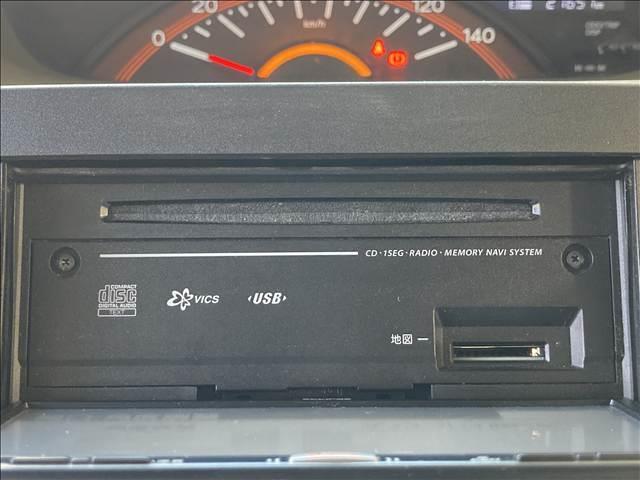 0 20 120 140
km/h
CD・1SEG・RADIO・MEMORY NAVI SYSTEM
COMPACT
disc
DIGITAL AUDIO
TEXT
VICS
USB
地図